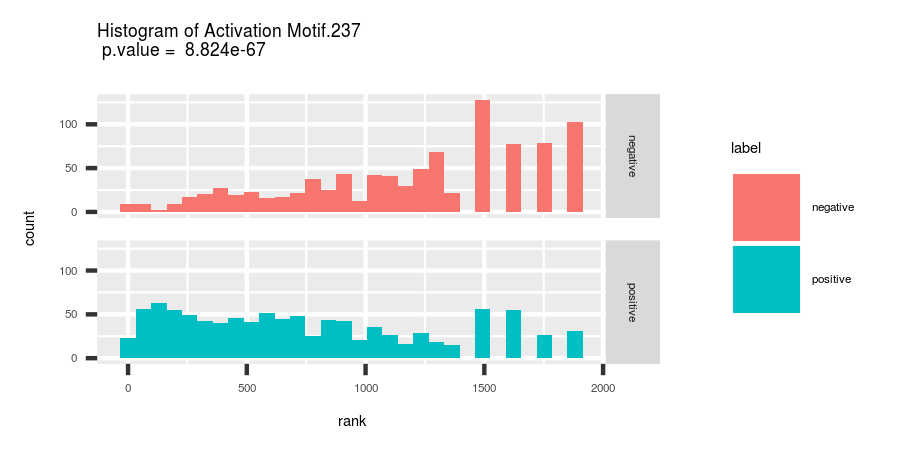 Histogram of Activation Motif.237
p.value = 8.824e-67
100
50
0
negative
100
50
0
positive
0 500 1000 1500 2000
rank
count
label
negative
positive